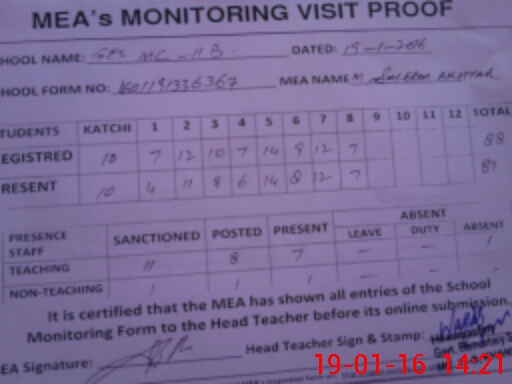 MEA's MONITORING VISIT PROOF
HOOL NAME: GES MC-11 B. DATED: 19-1-2016
HOOL FORM NO: MEA NAME M Saleem Akhtar
TUDENTS KATCHI 1 2 3 4 5 6 7 8 9 10 11 12 TOTAL
EGISTRED 10 7 12 10 7 14 9 12 7 88
RESENT 10 4 11 8 6 14 8 12 7 81
PRESENCE STAFF SANCTIONED POSTED PRESENT ABSENT LEAVE DUTY ABSENT
TEACHING 11 8 7 — — 1
NON-TEACHING 1 1 1 — —
It is certified that the MEA has shown all entries of the School
Monitoring Form to the Head Teacher before its online submission.
EA Signature: Head Teacher Sign & Stamp:
19-01-16 14:21